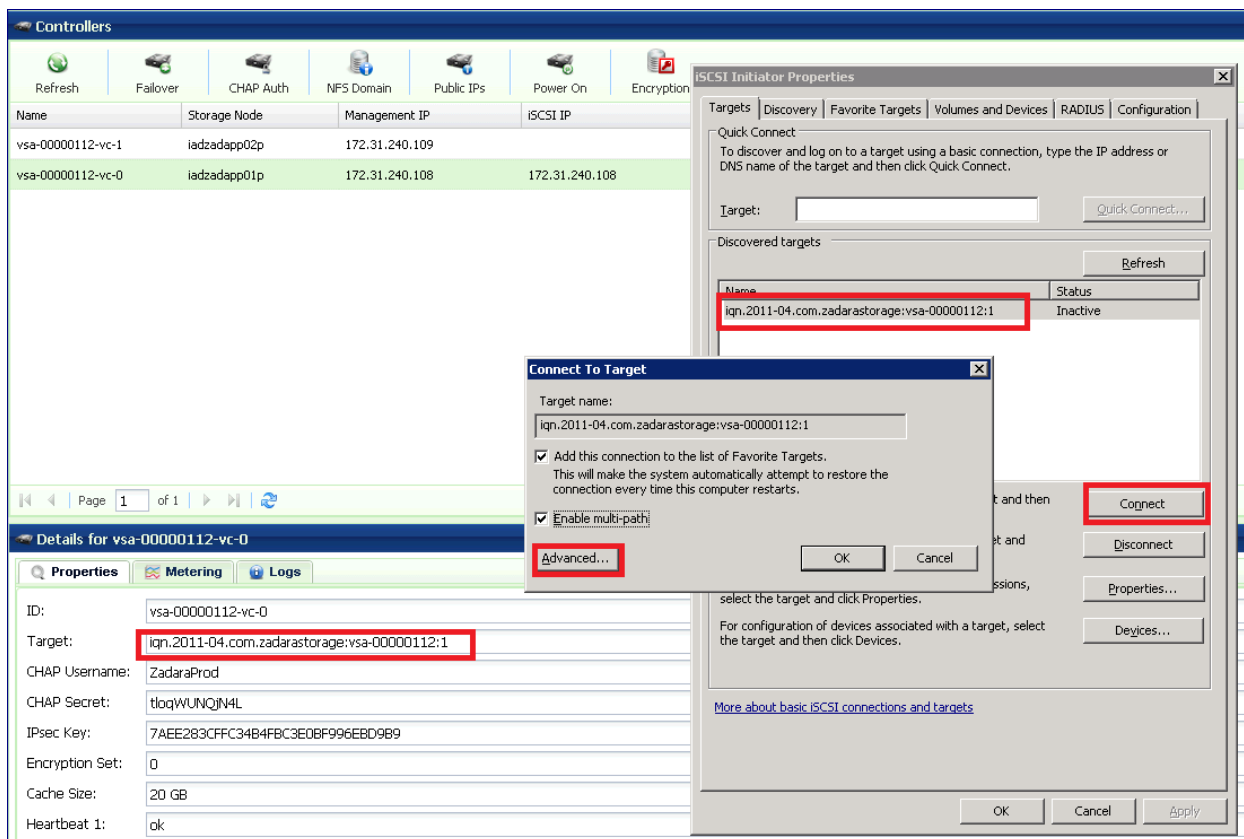 Controllers
Refresh Failover CHAP Auth NFS Domain Public IPs Power On Encryption
Name Storage Node Management IP iSCSI IP
vsa-00000112-vc-1 iadzadapp02p 172.31.240.109
vsa-00000112-vc-0 iadzadapp01p 172.31.240.108 172.31.240.108
Page 1 of 1
Details for vsa-00000112-vc-0
Properties Metering Logs
ID: vsa-00000112-vc-0
Target: iqn.2011-04.com.zadarastorage:vsa-00000112:1
CHAP Username: ZadaraProd
CHAP Secret: tloqWUNQjN4L
IPsec Key: 7AEE283CFFC34B4FBC3E0BF996EBD9B9
Encryption Set: 0
Cache Size: 20 GB
Heartbeat 1: ok
iSCSI Initiator Properties
Targets Discovery Favorite Targets Volumes and Devices RADIUS Configuration
Quick Connect
To discover and log on to a target using a basic connection, type the IP address or
DNS name of the target and then click Quick Connect.
Target: Quick Connect...
Discovered targets
Refresh
Name Status
iqn.2011-04.com.zadarastorage:vsa-00000112:1 Inactive
Connect To Target
Target name:
iqn.2011-04.com.zadarastorage:vsa-00000112:1
Add this connection to the list of Favorite Targets.
This will make the system automatically attempt to restore the
connection every time this computer restarts.
Enable multi-path
Advanced... OK Cancel
and then
Connect
and
Disconnect
select the target and click Properties.
Properties...
For configuration of devices associated with a target, select
the target and then click Devices.
Devices...
More about basic iSCSI connections and targets
OK Cancel Apply